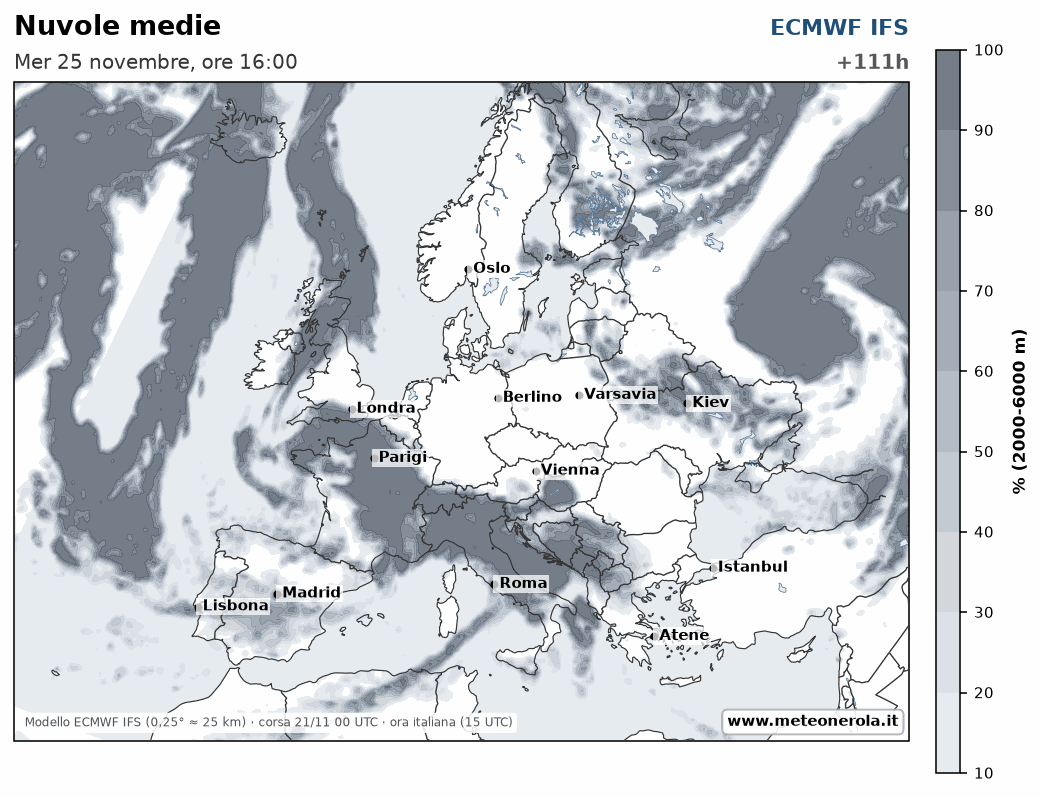 Nuvole medie
ECMWF IFS
Mer 25 novembre, ore 16:00
+111h
100
90
80
70
60
50
40
30
20
10
% (2000-6000 m)
Oslo
Berlino
Varsavia
Kiev
Londra
Parigi
Vienna
Istanbul
Roma
Madrid
Lisbona
Atene
Modello ECMWF IFS (0,25° ≈ 25 km) · corsa 21/11 00 UTC · ora italiana (15 UTC)
www.meteonerola.it